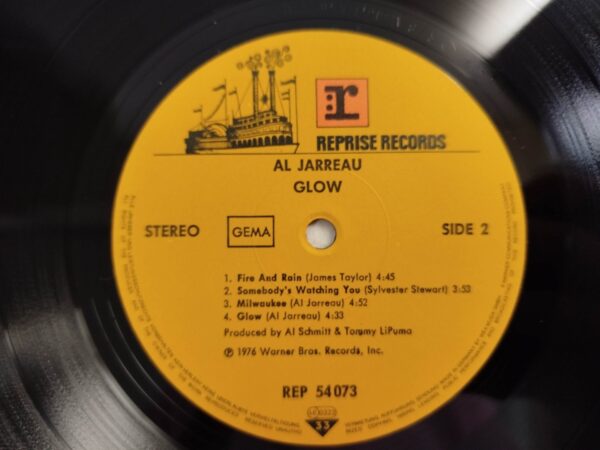 r
REPRISE RECORDS
AL JARREAU
GLOW
STEREO
GEMA
SIDE 2
1. Fire And Rain (James Taylor) 4:45
2. Somebody's Watching You (Sylvester Stewart) 3:53
3. Milwaukee (Al Jarreau) 4:52
4. Glow (Al Jarreau) 4:33
Produced by Al Schmitt & Tommy LiPuma
℗ 1976 Warner Bros. Records, Inc.
REP 54 073
33